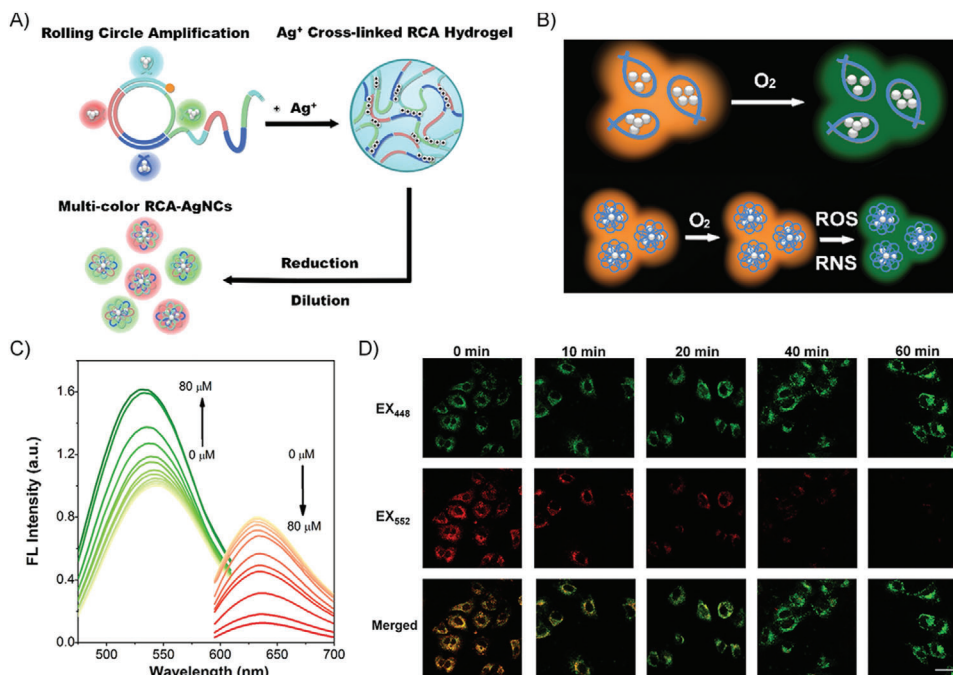 A)
Rolling Circle Amplification
Ag⁺ Cross-linked RCA Hydrogel
+ Ag⁺
Multi-color RCA-AgNCs
Reduction
Dilution
B)
O₂
O₂
ROS
RNS
C)
FL Intensity (a.u.)
1.6
1.2
0.8
0.4
0.0
80 μM
0 μM
0 μM
80 μM
500
550
600
650
700
Wavelength (nm)
D)
0 min
10 min
20 min
40 min
60 min
EX₄₄₈
EX₅₅₂
Merged